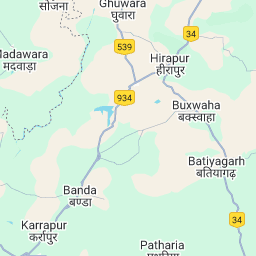 सोजना
Ghuwara
घुवारा
34
539
Madawara
मदवाड़ा
Hirapur
हीरापुर
934
Buxwaha
बक्स्वाहा
Batiyagarh
बतियागढ़
Banda
बण्डा
34
Karrapur
कर्रापुर
Patharia